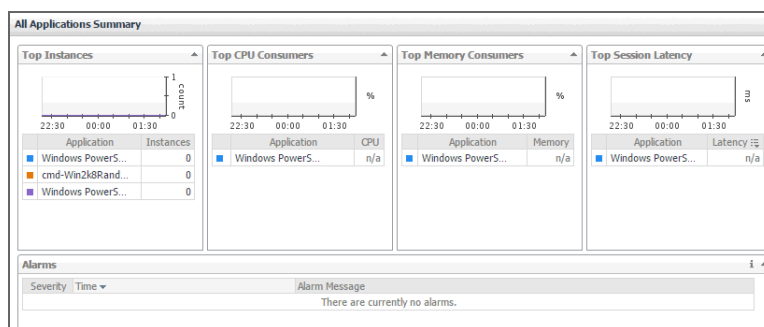 All Applications Summary
Top Instances
1
count
0
22:30 00:00 01:30
Application Instances
Windows PowerS... 0
cmd-Win2k8Rand... 0
Windows PowerS... 0
Top CPU Consumers
%
22:30 00:00 01:30
Application CPU
Windows PowerS... n/a
Top Memory Consumers
%
22:30 00:00 01:30
Application Memory
Windows PowerS... n/a
Top Session Latency
ms
22:30 00:00 01:30
Application Latency
Windows PowerS... n/a
Alarms
i
Severity Time Alarm Message
There are currently no alarms.